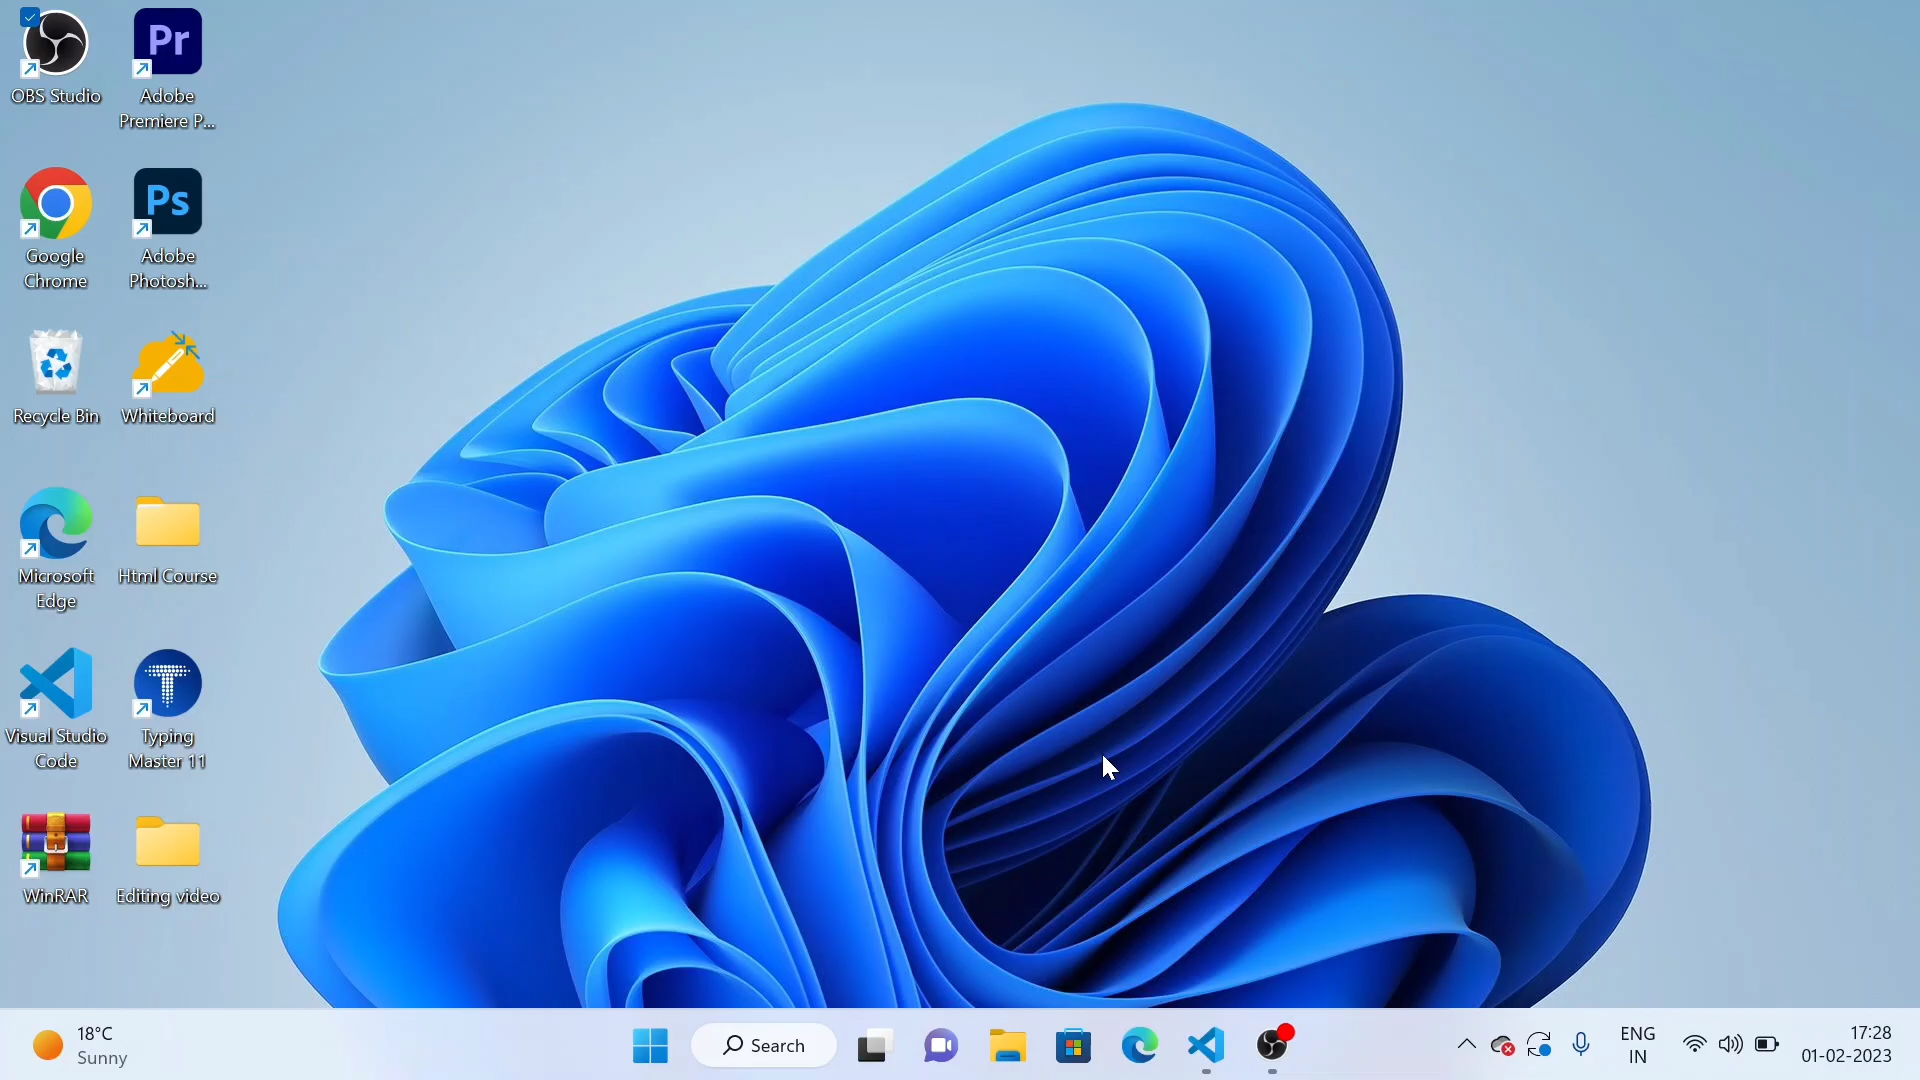 OBS Studio
Pr
Adobe
Premiere P...
Google
Chrome
Ps
Adobe
Photosh...
Recycle Bin
Whiteboard
Microsoft
Edge
Html Course
Visual Studio
Code
T
Typing
Master 11
WinRAR
Editing video
18°C
Sunny
Search
ENG
IN
17:28
01-02-2023